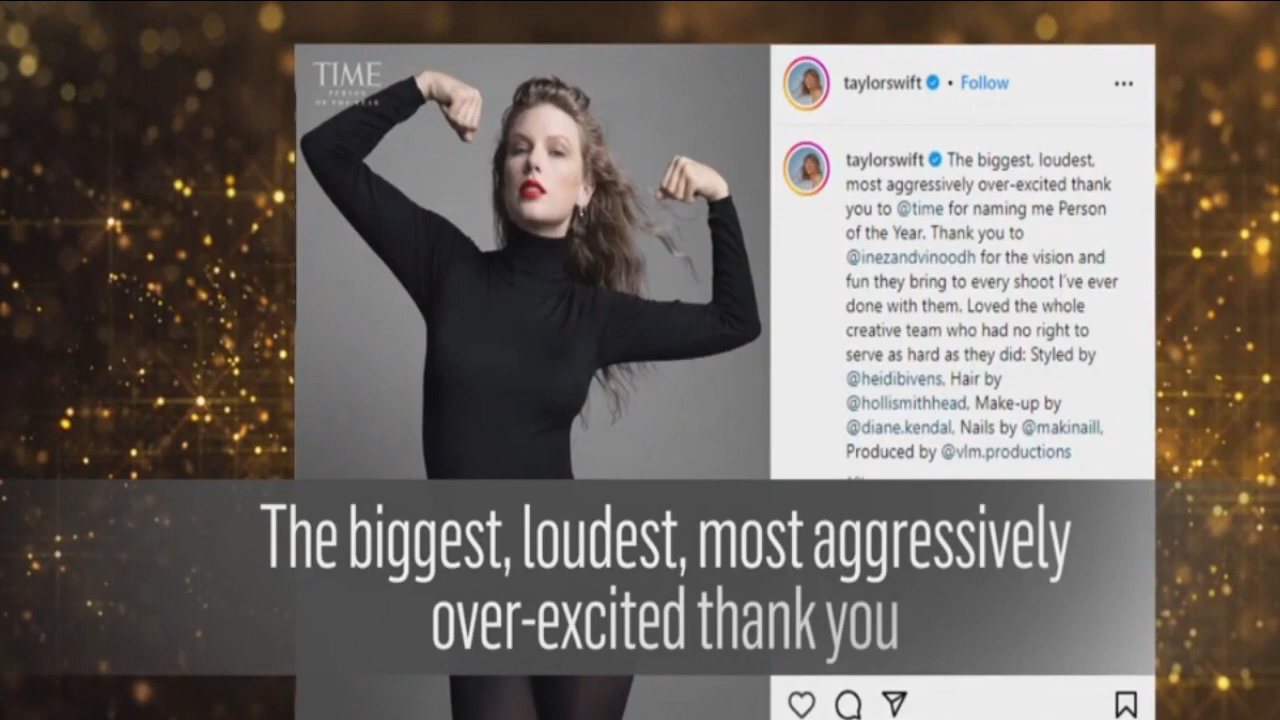 TIME
PERSON
OF THE YEAR
taylorswift • Follow
taylorswift The biggest, loudest,
most aggressively over-excited thank
you to @time for naming me Person
of the Year. Thank you to
@inezandvinoodh for the vision and
fun they bring to every shoot I've ever
done with them. Loved the whole
creative team who had no right to
serve as hard as they did: Styled by
@heidibivens, Hair by
@hollismithhead, Make-up by
@diane.kendal, Nails by @makinaill,
Produced by @vlm.productions
The biggest, loudest, most aggressively
over-excited thank you